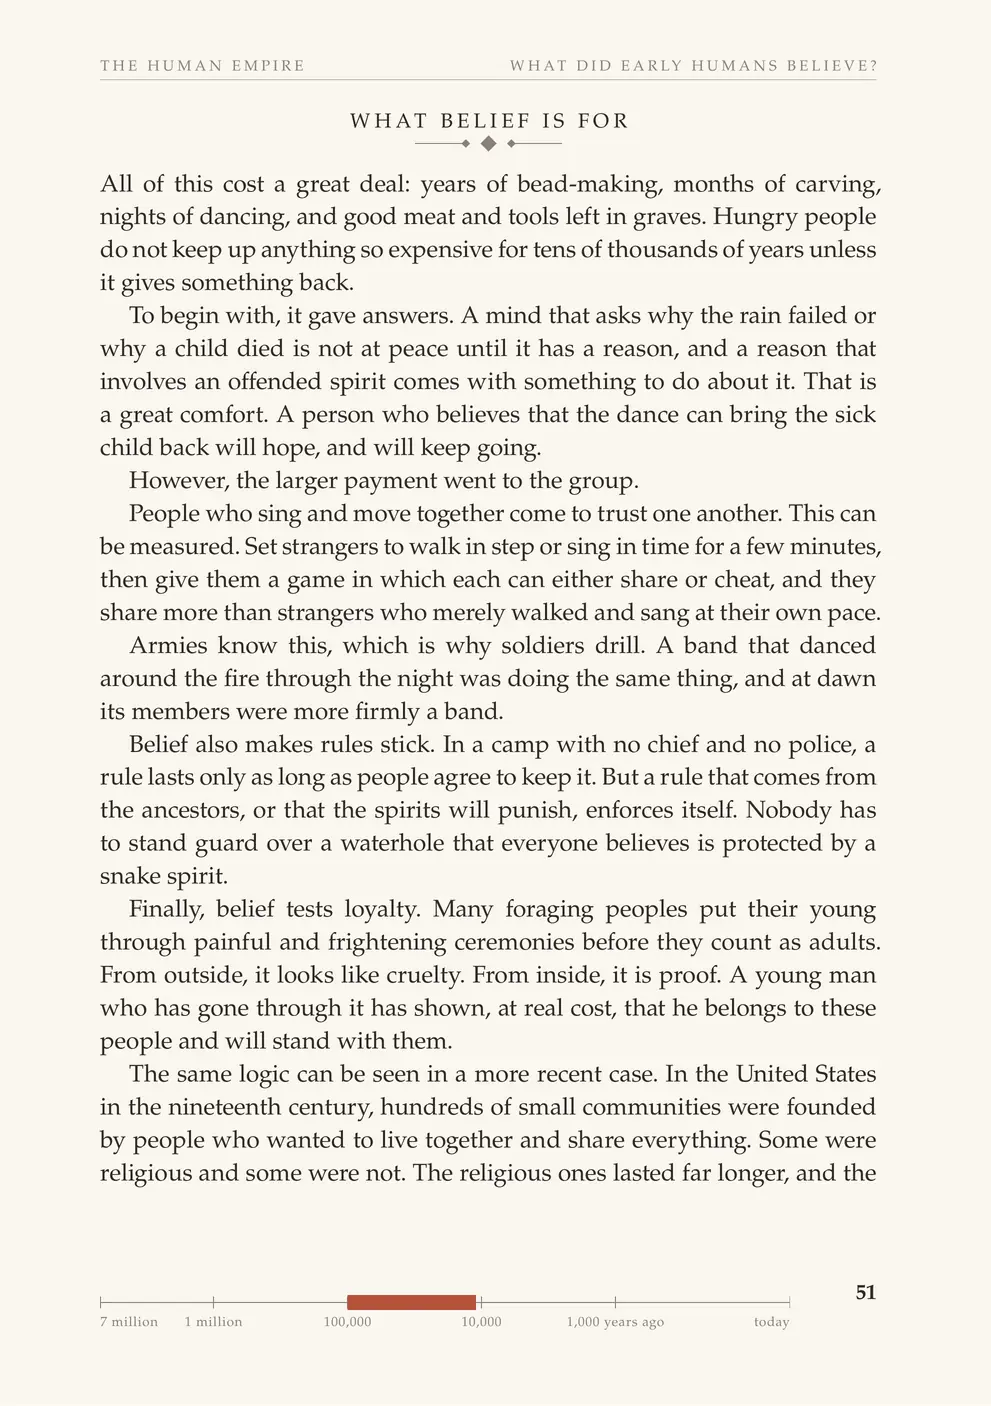 THE HUMAN EMPIRE
WHAT DID EARLY HUMANS BELIEVE?
WHAT BELIEF IS FOR
All of this cost a great deal: years of bead-making, months of carving,
nights of dancing, and good meat and tools left in graves. Hungry people
do not keep up anything so expensive for tens of thousands of years unless
it gives something back.
To begin with, it gave answers. A mind that asks why the rain failed or
why a child died is not at peace until it has a reason, and a reason that
involves an offended spirit comes with something to do about it. That is
a great comfort. A person who believes that the dance can bring the sick
child back will hope, and will keep going.
However, the larger payment went to the group.
People who sing and move together come to trust one another. This can
be measured. Set strangers to walk in step or sing in time for a few minutes,
then give them a game in which each can either share or cheat, and they
share more than strangers who merely walked and sang at their own pace.
Armies know this, which is why soldiers drill. A band that danced
around the fire through the night was doing the same thing, and at dawn
its members were more firmly a band.
Belief also makes rules stick. In a camp with no chief and no police, a
rule lasts only as long as people agree to keep it. But a rule that comes from
the ancestors, or that the spirits will punish, enforces itself. Nobody has
to stand guard over a waterhole that everyone believes is protected by a
snake spirit.
Finally, belief tests loyalty. Many foraging peoples put their young
through painful and frightening ceremonies before they count as adults.
From outside, it looks like cruelty. From inside, it is proof. A young man
who has gone through it has shown, at real cost, that he belongs to these
people and will stand with them.
The same logic can be seen in a more recent case. In the United States
in the nineteenth century, hundreds of small communities were founded
by people who wanted to live together and share everything. Some were
religious and some were not. The religious ones lasted far longer, and the
51
7 million 1 million 100,000 10,000 1,000 years ago today